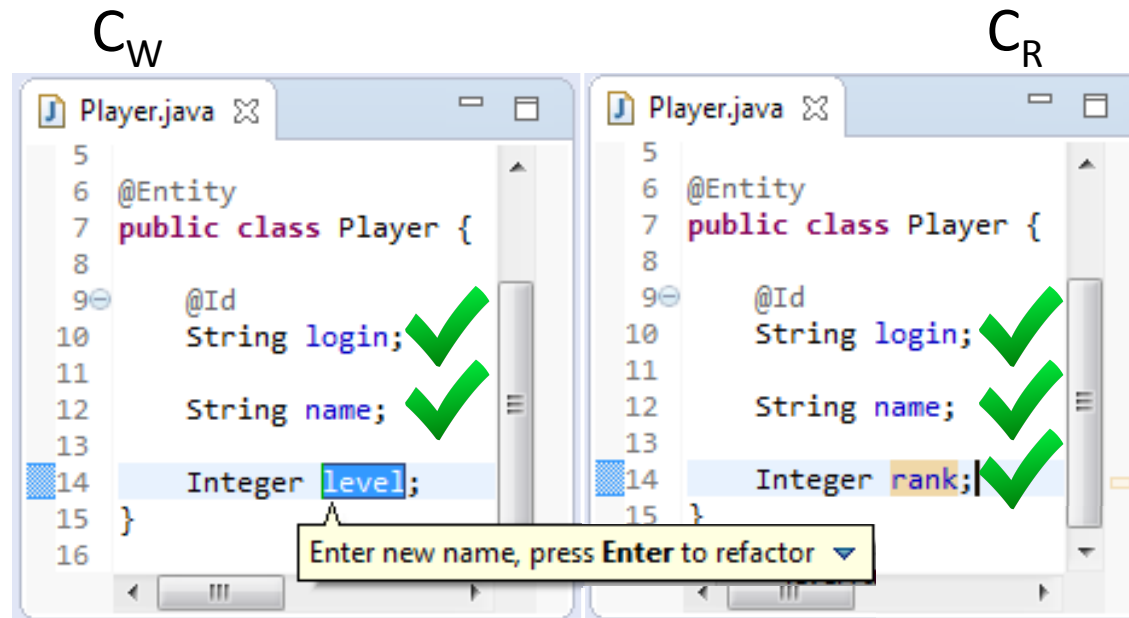 C_W
C_R
Player.java
5
6 @Entity
7 public class Player {
8
9 @Id
10 String login;
11
12 String name;
13
14 Integer level;
15 }
16
Enter new name, press Enter to refactor
Player.java
5
6 @Entity
7 public class Player {
8
9 @Id
10 String login;
11
12 String name;
13
14 Integer rank;
15 }